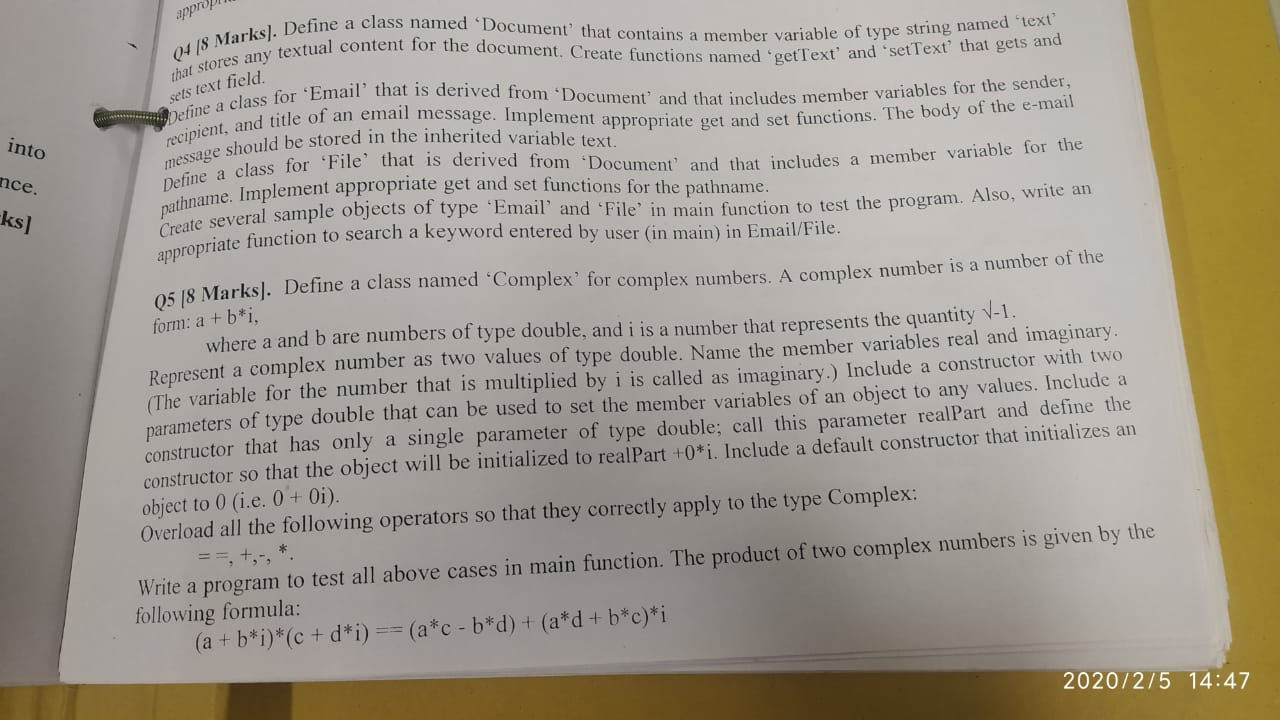 into
nce.
ks]
Q4 [8 Marks]. Define a class named ‘Document’ that contains a member variable of type string named ‘text’
that stores any textual content for the document. Create functions named ‘getText’ and ‘setText’ that gets and
sets text field.
Define a class for ‘Email’ that is derived from ‘Document’ and that includes member variables for the sender,
recipient, and title of an email message. Implement appropriate get and set functions. The body of the e-mail
message should be stored in the inherited variable text.
Define a class for ‘File’ that is derived from ‘Document’ and that includes a member variable for the
pathname. Implement appropriate get and set functions for the pathname.
Create several sample objects of type ‘Email’ and ‘File’ in main function to test the program. Also, write an
appropriate function to search a keyword entered by user (in main) in Email/File.
Q5 [8 Marks]. Define a class named ‘Complex’ for complex numbers. A complex number is a number of the
form: a + b*i,
where a and b are numbers of type double, and i is a number that represents the quantity √-1.
Represent a complex number as two values of type double. Name the member variables real and imaginary.
(The variable for the number that is multiplied by i is called as imaginary.) Include a constructor with two
parameters of type double that can be used to set the member variables of an object to any values. Include a
constructor that has only a single parameter of type double; call this parameter realPart and define the
constructor so that the object will be initialized to realPart +0*i. Include a default constructor that initializes an
object to 0 (i.e. 0 + 0i).
Overload all the following operators so that they correctly apply to the type Complex:
= =, +,-, *.
Write a program to test all above cases in main function. The product of two complex numbers is given by the
following formula:
(a + b*i)*(c + d*i) == (a*c - b*d) + (a*d + b*c)*i
2020/2/5 14:47